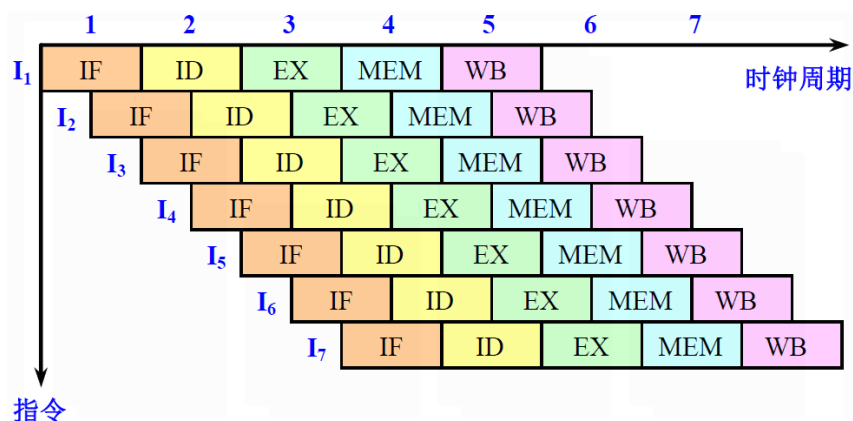 1 2 3 4 5 6 7
时钟周期
I1 IF ID EX MEM WB
I2 IF ID EX MEM WB
I3 IF ID EX MEM WB
I4 IF ID EX MEM WB
I5 IF ID EX MEM WB
I6 IF ID EX MEM WB
I7 IF ID EX MEM WB
指令